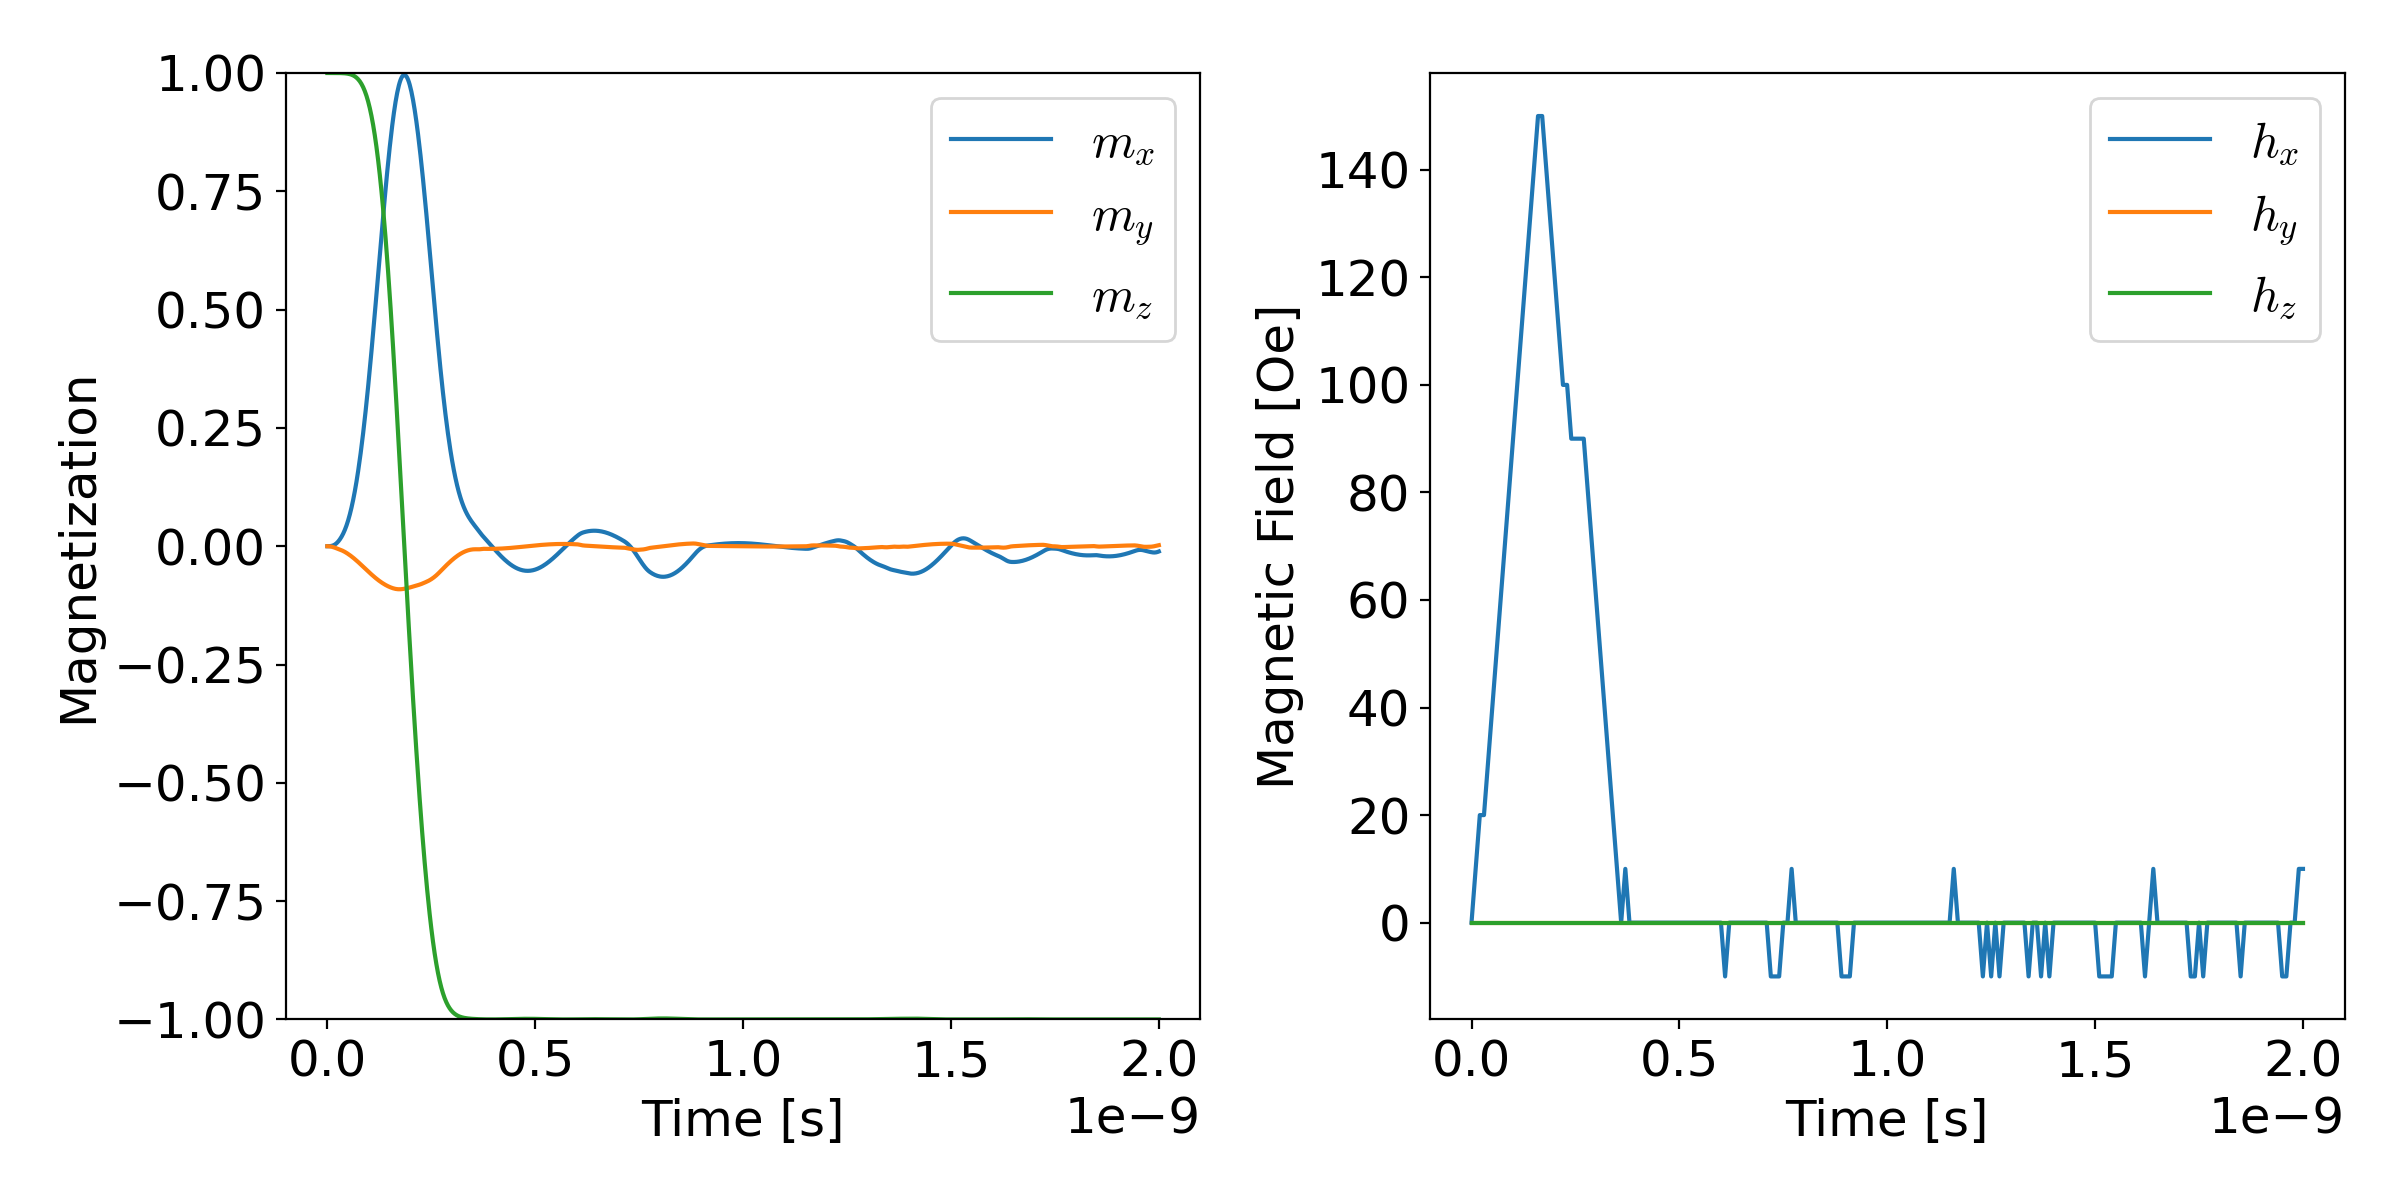 Magnetization
1.00
0.75
0.50
0.25
0.00
−0.25
−0.50
−0.75
−1.00
0.0 0.5 1.0 1.5 2.0
Time [s]
1e−9
m_x
m_y
m_z
Magnetic Field [Oe]
140
120
100
80
60
40
20
0
0.0 0.5 1.0 1.5 2.0
Time [s]
1e−9
h_x
h_y
h_z